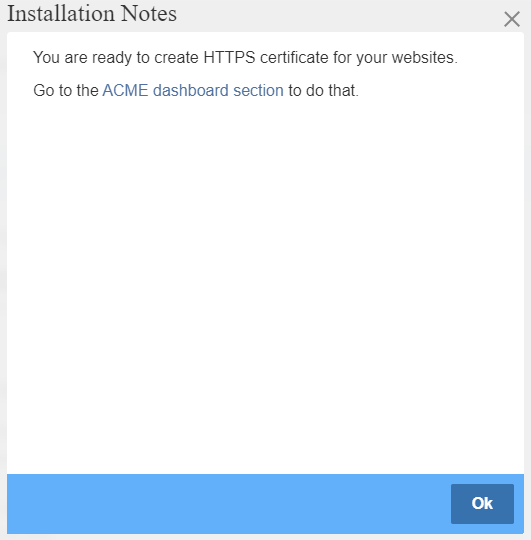 Installation Notes
You are ready to create HTTPS certificate for your websites.
Go to the ACME dashboard section to do that.
Ok